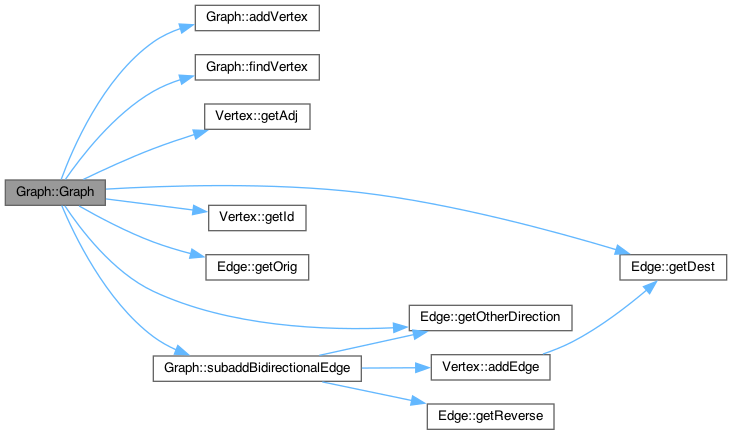 Graph::addVertex
Graph::findVertex
Vertex::getAdj
Graph::Graph
Vertex::getId
Edge::getOrig
Edge::getDest
Edge::getOtherDirection
Graph::subaddBidirectionalEdge
Vertex::addEdge
Edge::getReverse